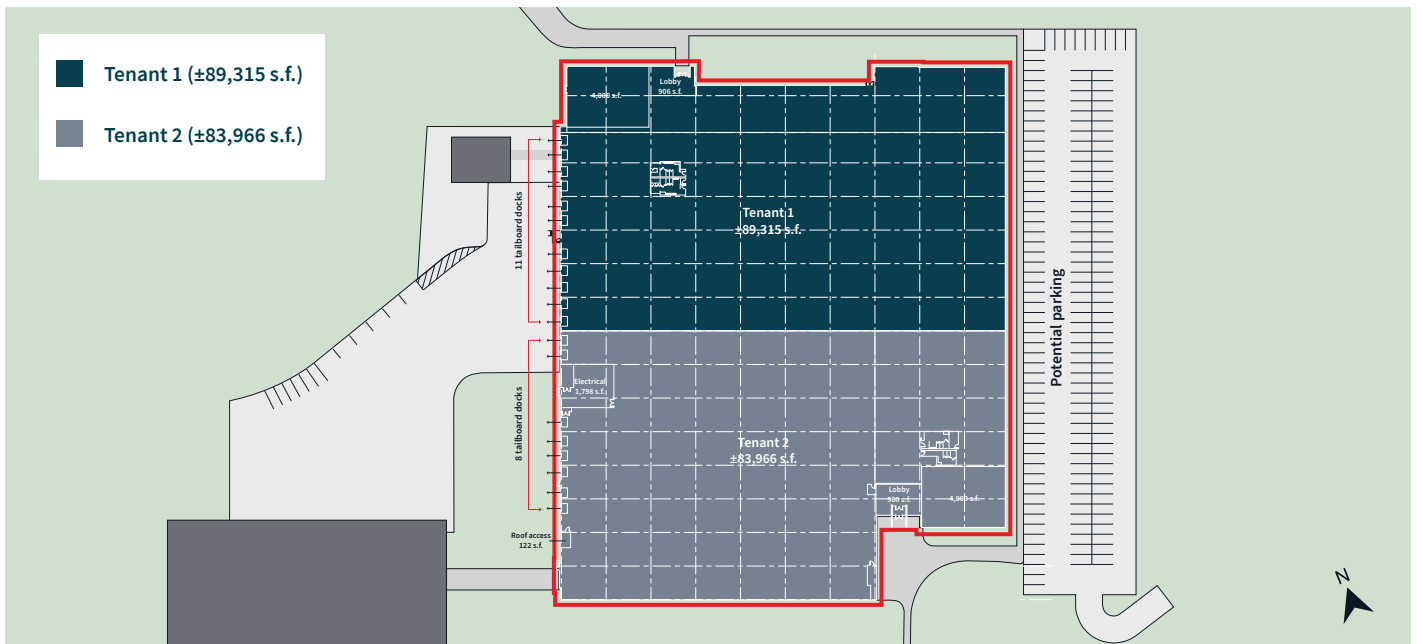 Tenant 1 (±89,315 s.f.)
Tenant 2 (±83,966 s.f.)
4,000 s.f.
Lobby
906 s.f.
11 tailboard docks
Tenant 1
±89,315 s.f.
Potential parking
Electrical
1,798 s.f.
8 tailboard docks
Tenant 2
±83,966 s.f.
Lobby
s.f.
4,000 s.f.
Roof access
122 s.f.
N